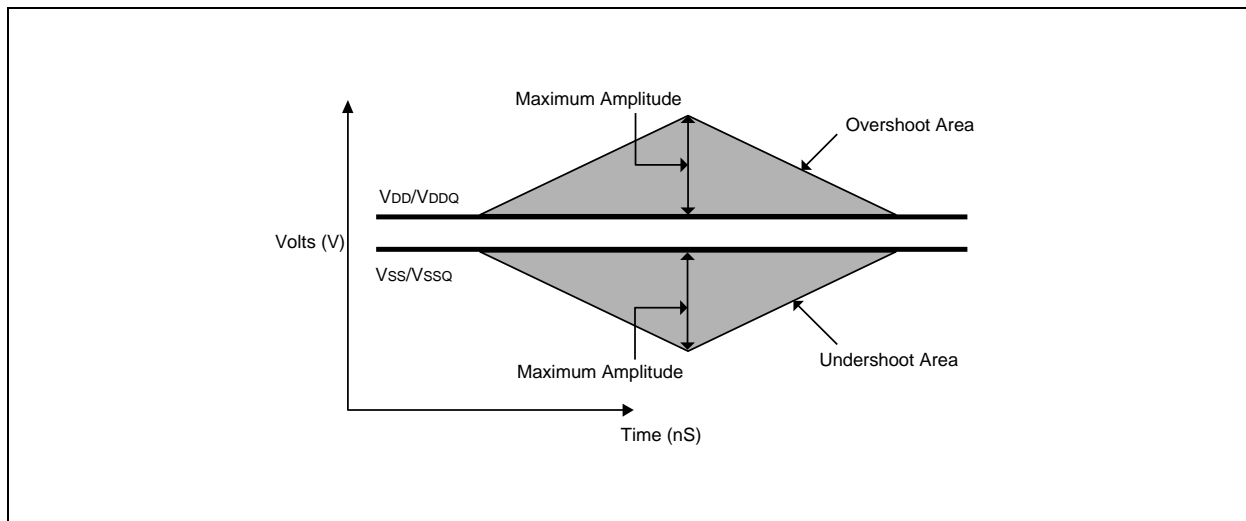 Maximum Amplitude
Overshoot Area
VDD/VDDQ
Volts (V)
VSS/VSSQ
Undershoot Area
Maximum Amplitude
Time (nS)